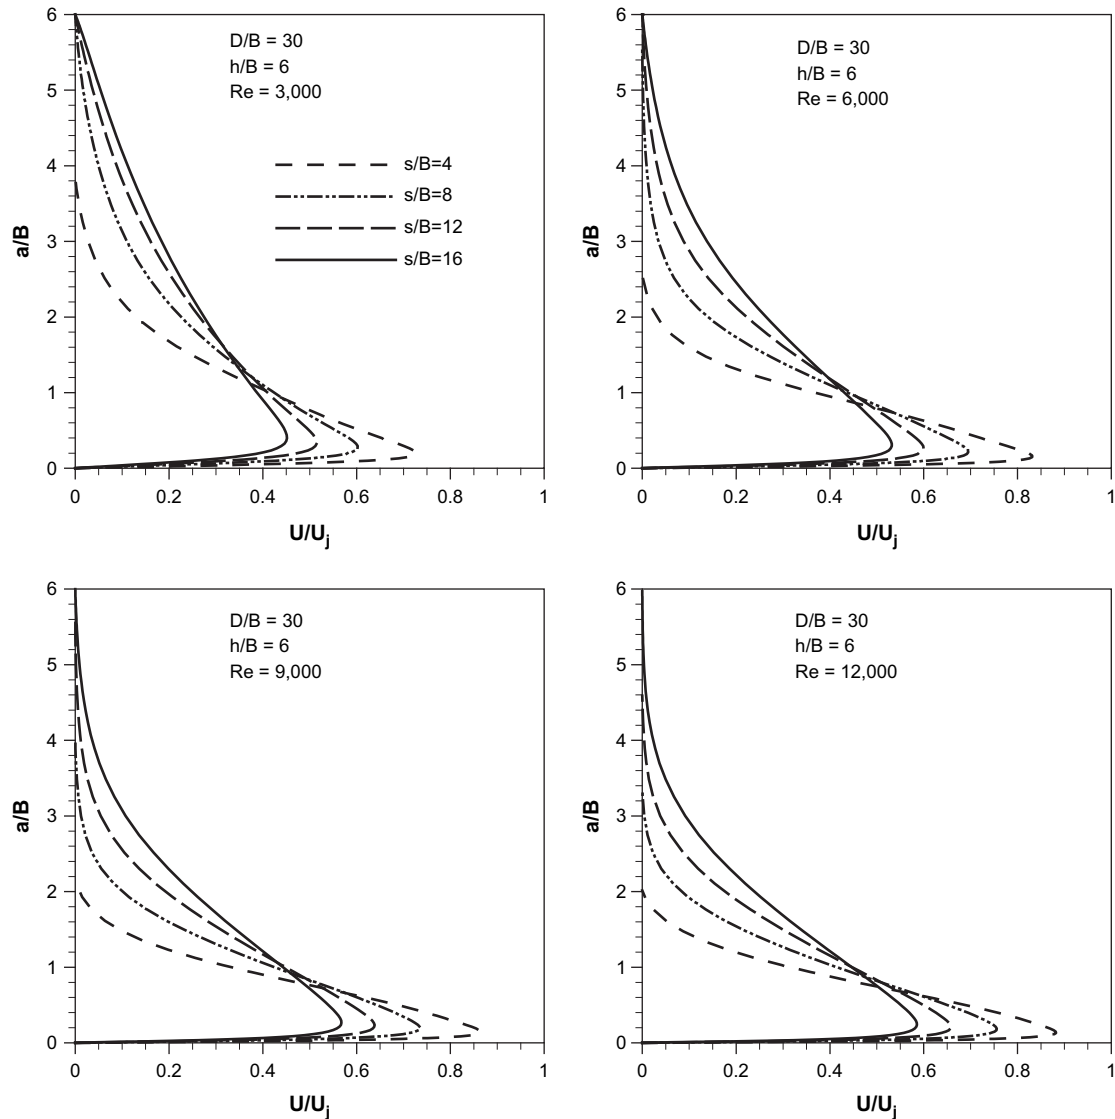 D/B = 30
h/B = 6
Re = 3,000
s/B=4
s/B=8
s/B=12
s/B=16
6
5
4
3
2
1
0
a/B
0 0.2 0.4 0.6 0.8 1
U/Uj
D/B = 30
h/B = 6
Re = 6,000
6
5
4
3
2
1
0
a/B
0 0.2 0.4 0.6 0.8 1
U/Uj
D/B = 30
h/B = 6
Re = 9,000
6
5
4
3
2
1
0
a/B
0 0.2 0.4 0.6 0.8 1
U/Uj
D/B = 30
h/B = 6
Re = 12,000
6
5
4
3
2
1
0
a/B
0 0.2 0.4 0.6 0.8 1
U/Uj